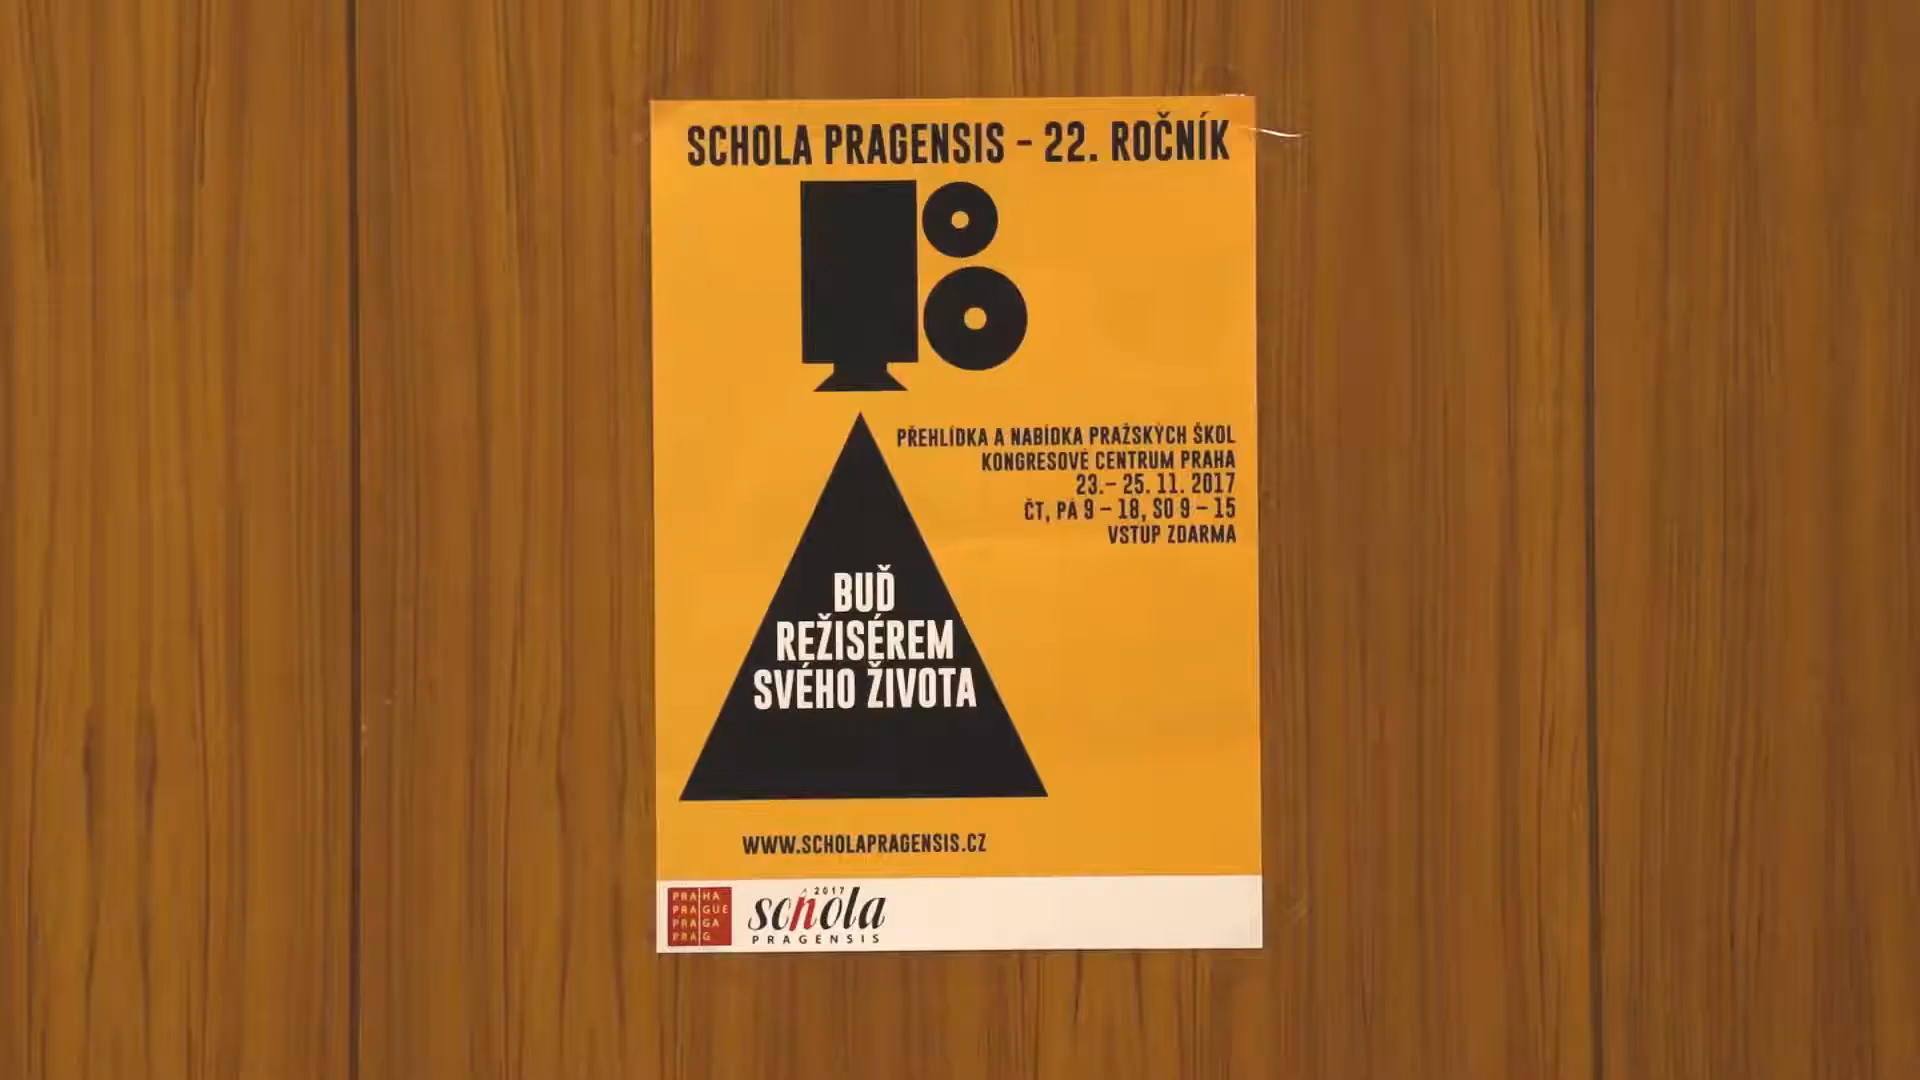 SCHOLA PRAGENSIS – 22. ROČNÍK
PŘEHLÍDKA A NABÍDKA PRAŽSKÝCH ŠKOL
KONGRESOVÉ CENTRUM PRAHA
23.– 25. 11. 2017
ČT, PÁ 9 – 18, SO 9 – 15
VSTUP ZDARMA
BUĎ
REŽISÉREM
SVÉHO ŽIVOTA
WWW.SCHOLAPRAGENSIS.CZ
PRAHA
PRAGUE
PRAGA
PRAG
2017
schola
PRAGENSIS